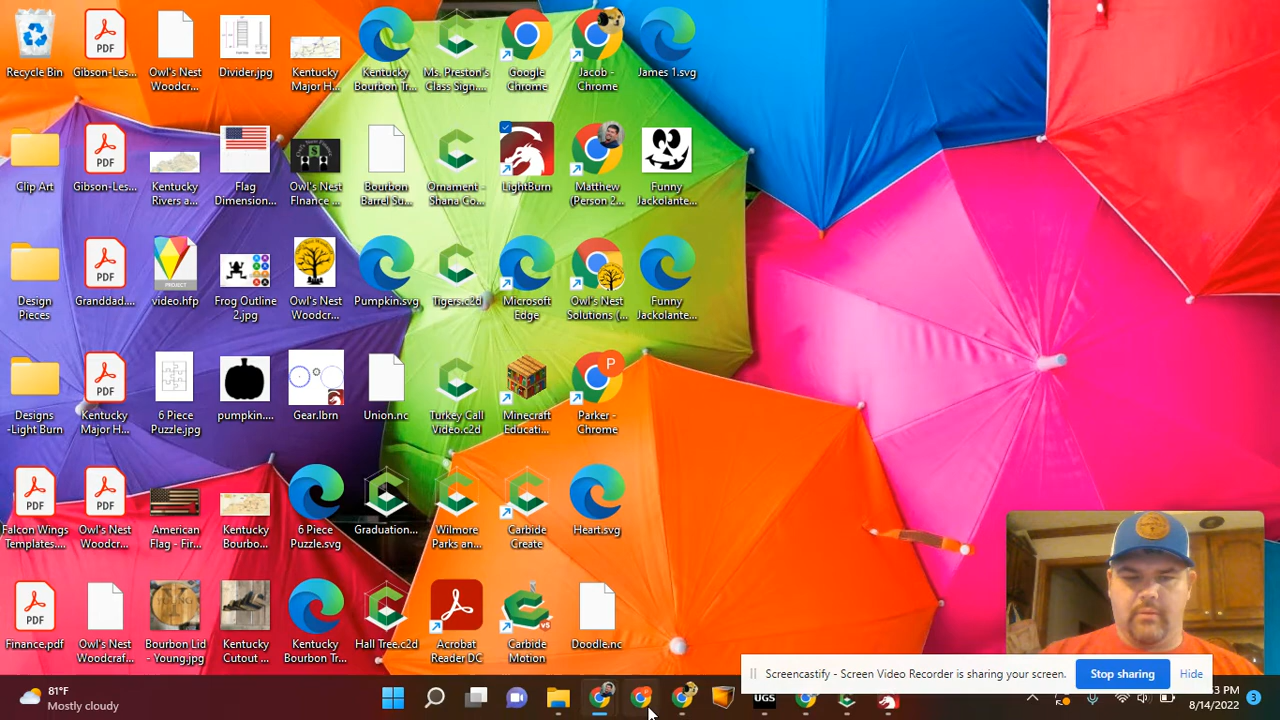 Recycle Bin
Gibson-Les...
Owl's Nest
Woodcr...
Divider.jpg
Kentucky
Major H...
Kentucky
Bourbon Tr...
Ms. Preston's
Class Sign....
Google
Chrome
Jacob -
Chrome
James 1.svg
Clip Art
Gibson-Les...
Kentucky
Rivers a...
Flag
Dimension...
Owl's Nest
FInance ...
Bourbon
Barrel Su...
Ornament -
Shana Co...
LightBurn
Matthew
(Person 2...
Funny
Jackolante...
Design
Pieces
Granddad....
PROJECT
video.hfp
Frog Outline
2.jpg
Owl's Nest
Woodcr...
Pumpkin.svg
Tigers.c2d
Microsoft
Edge
Owl's Nest
Solutions (...
Funny
Jackolante...
Designs
-Light Burn
Kentucky
Major H...
6 Piece
Puzzle.jpg
pumpkin....
Gear.lbrn
Union.nc
Turkey Call
Video.c2d
Minecraft
Educati...
P
Parker -
Chrome
Falcon Wings
Templates....
Owl's Nest
Woodcr...
American
Flag - Fir...
Kentucky
Bourbo...
6 Piece
Puzzle.svg
Graduation...
Wilmore
Parks an...
Carbide
Create
Heart.svg
Finance.pdf
Owl's Nest
Woodcraf...
Bourbon Lid
- Young.jpg
Kentucky
Cutout ...
Kentucky
Bourbon Tr...
Hall Tree.c2d
Acrobat
Reader DC
Carbide
Motion
Doodle.nc
PDF
PDF
PDF
PDF
PDF
PDF
PDF
YOUNG
V5
Screencastify - Screen Video Recorder is sharing your screen.
Stop sharing
Hide
81°F
Mostly cloudy
UGS
3 PM
8/14/2022
3